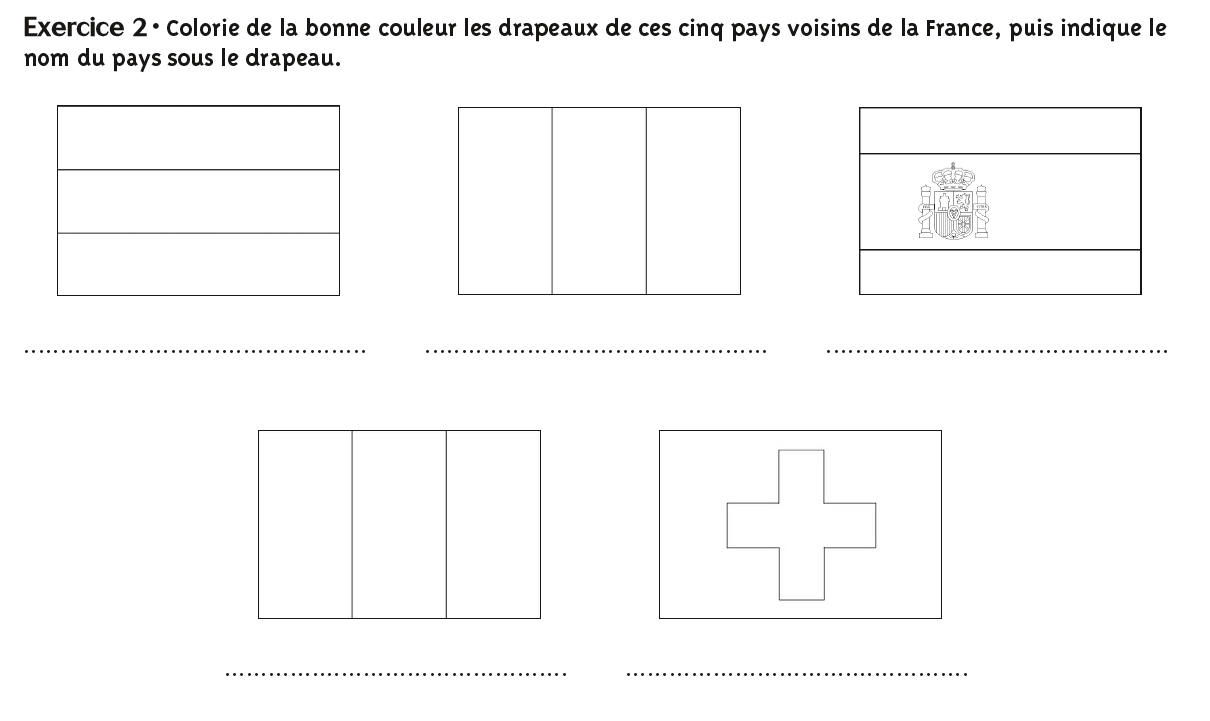 Exercice 2 • Colorie de la bonne couleur les drapeaux de ces cinq pays voisins de la France, puis indique le
nom du pays sous le drapeau.